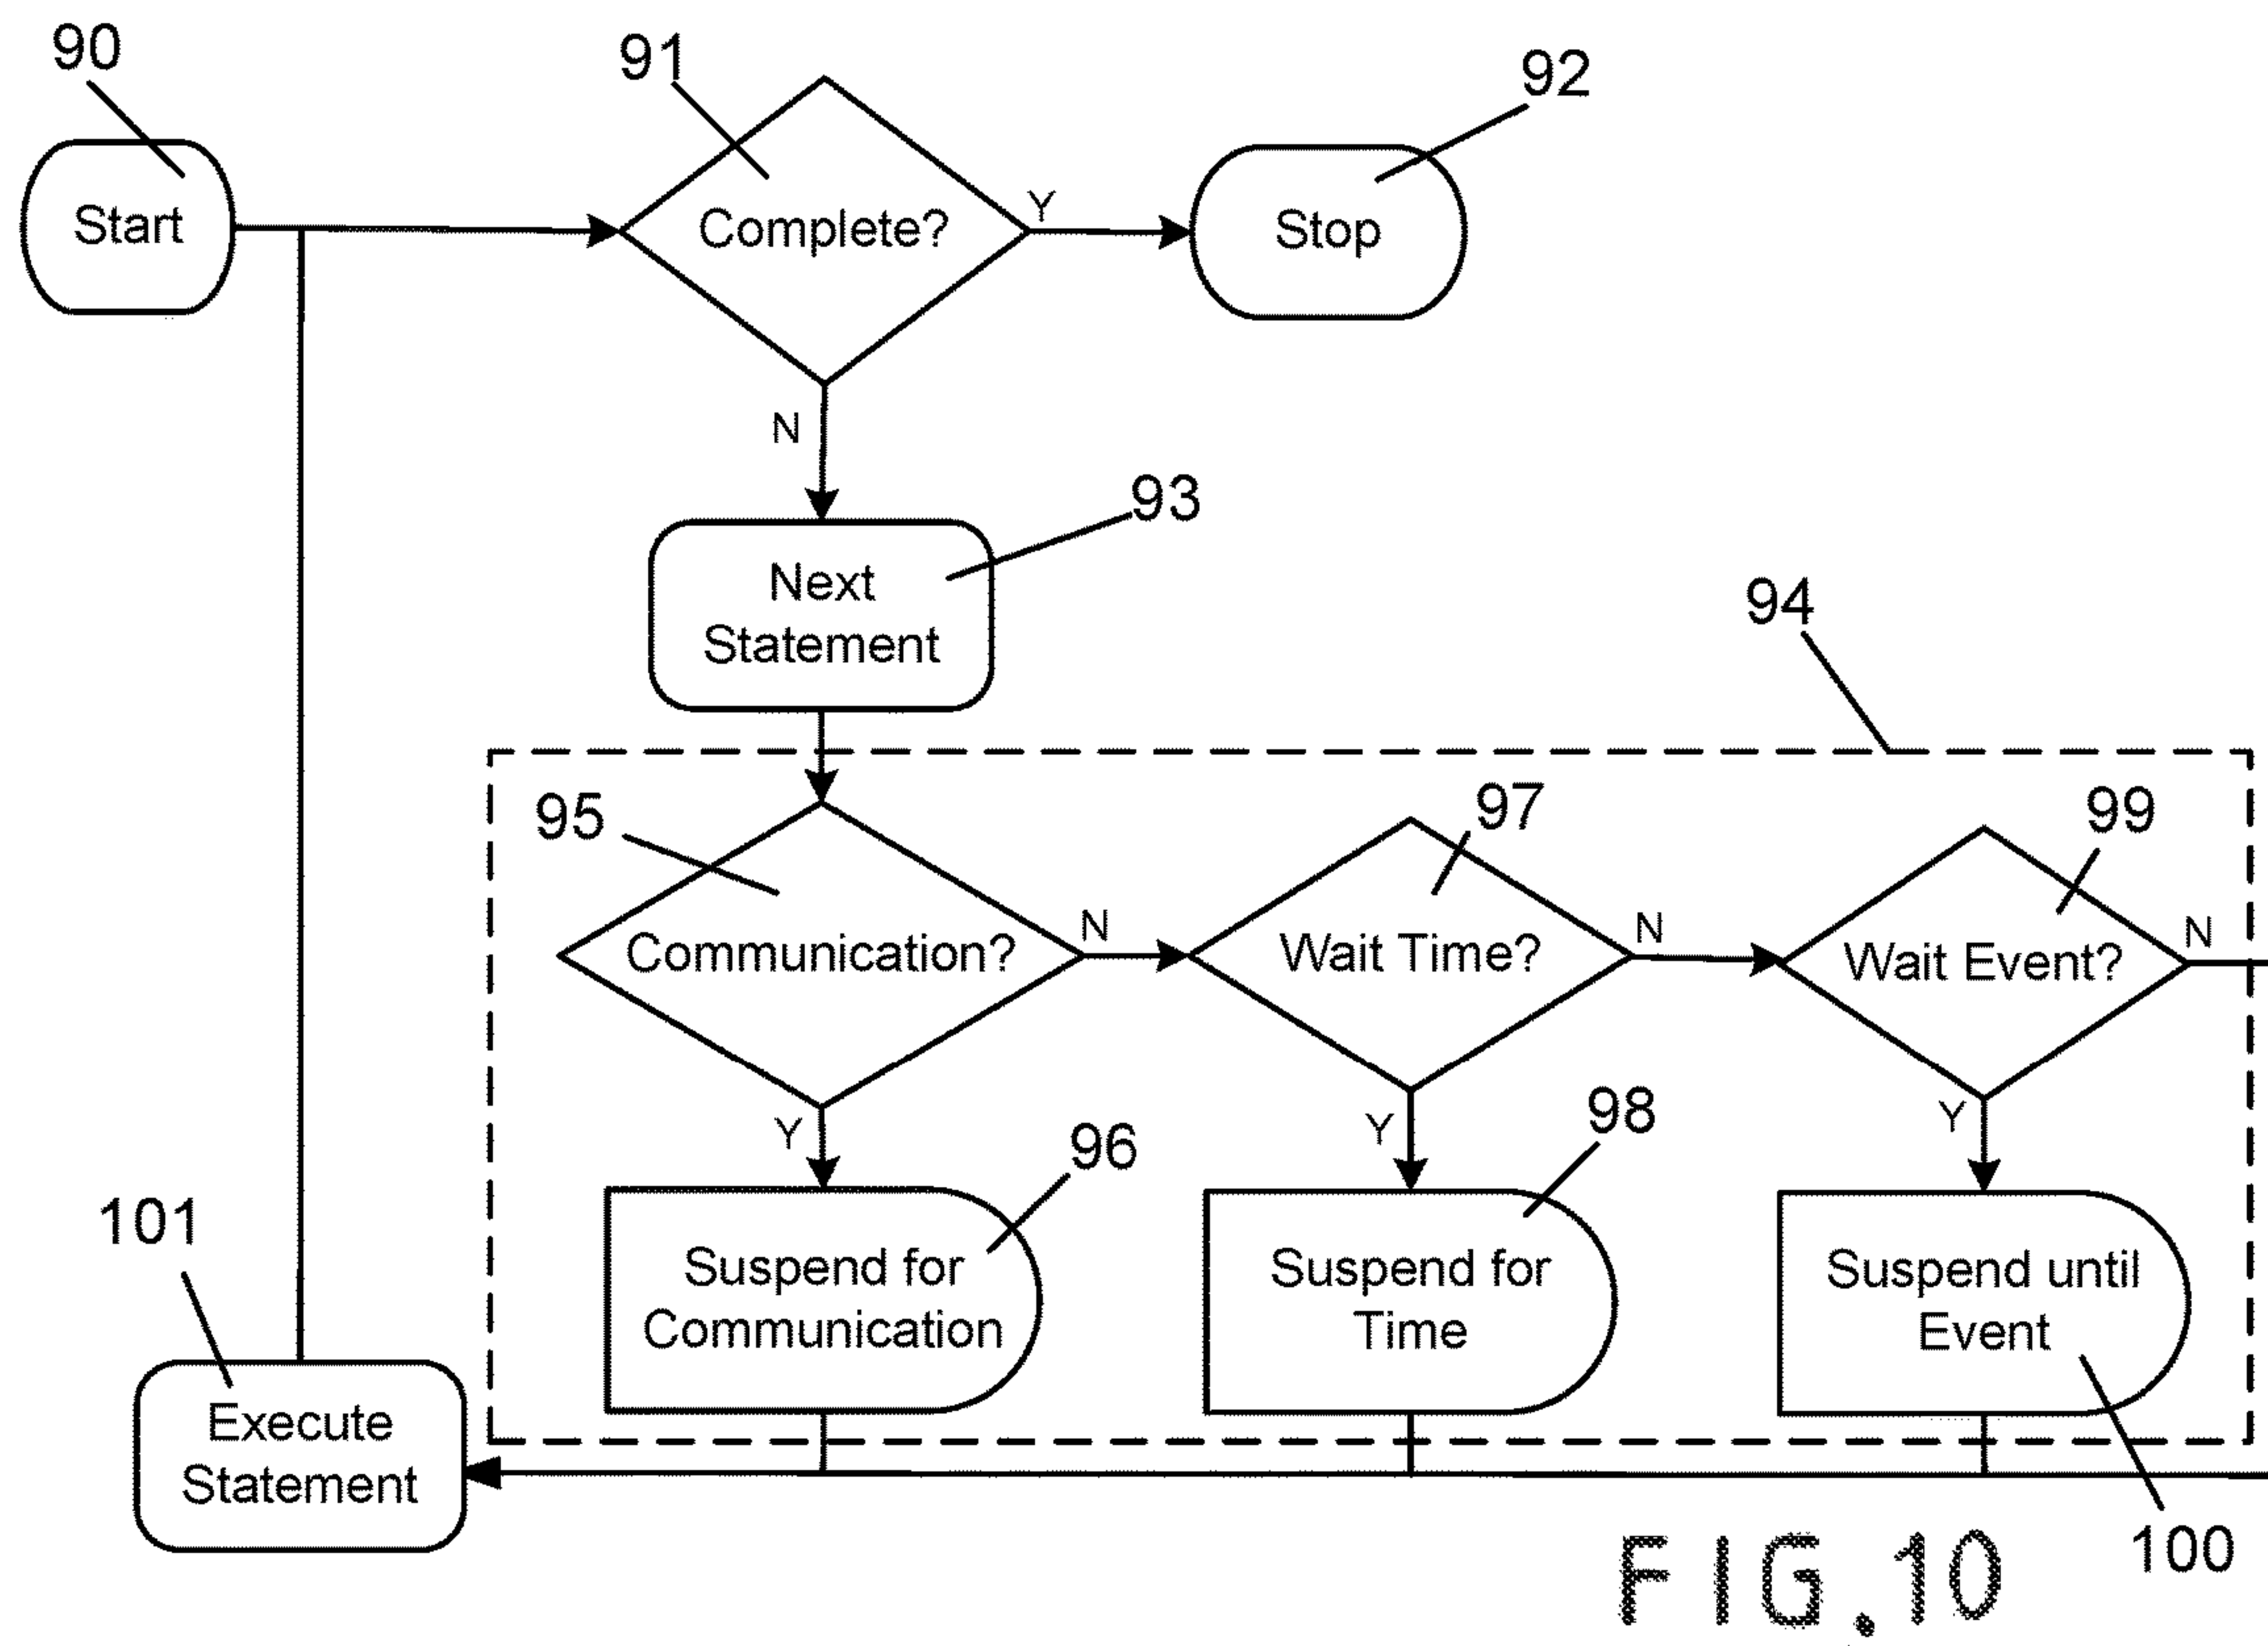 90
91
92
Start
Complete?
Y
Stop
N
93
Next
Statement
94
95
97
99
Communication?
N
Wait Time?
N
Wait Event?
N
Y
96
Y
98
Y
101
Suspend for
Communication
Suspend for
Time
Suspend until
Event
Execute
Statement
100
FIG.10